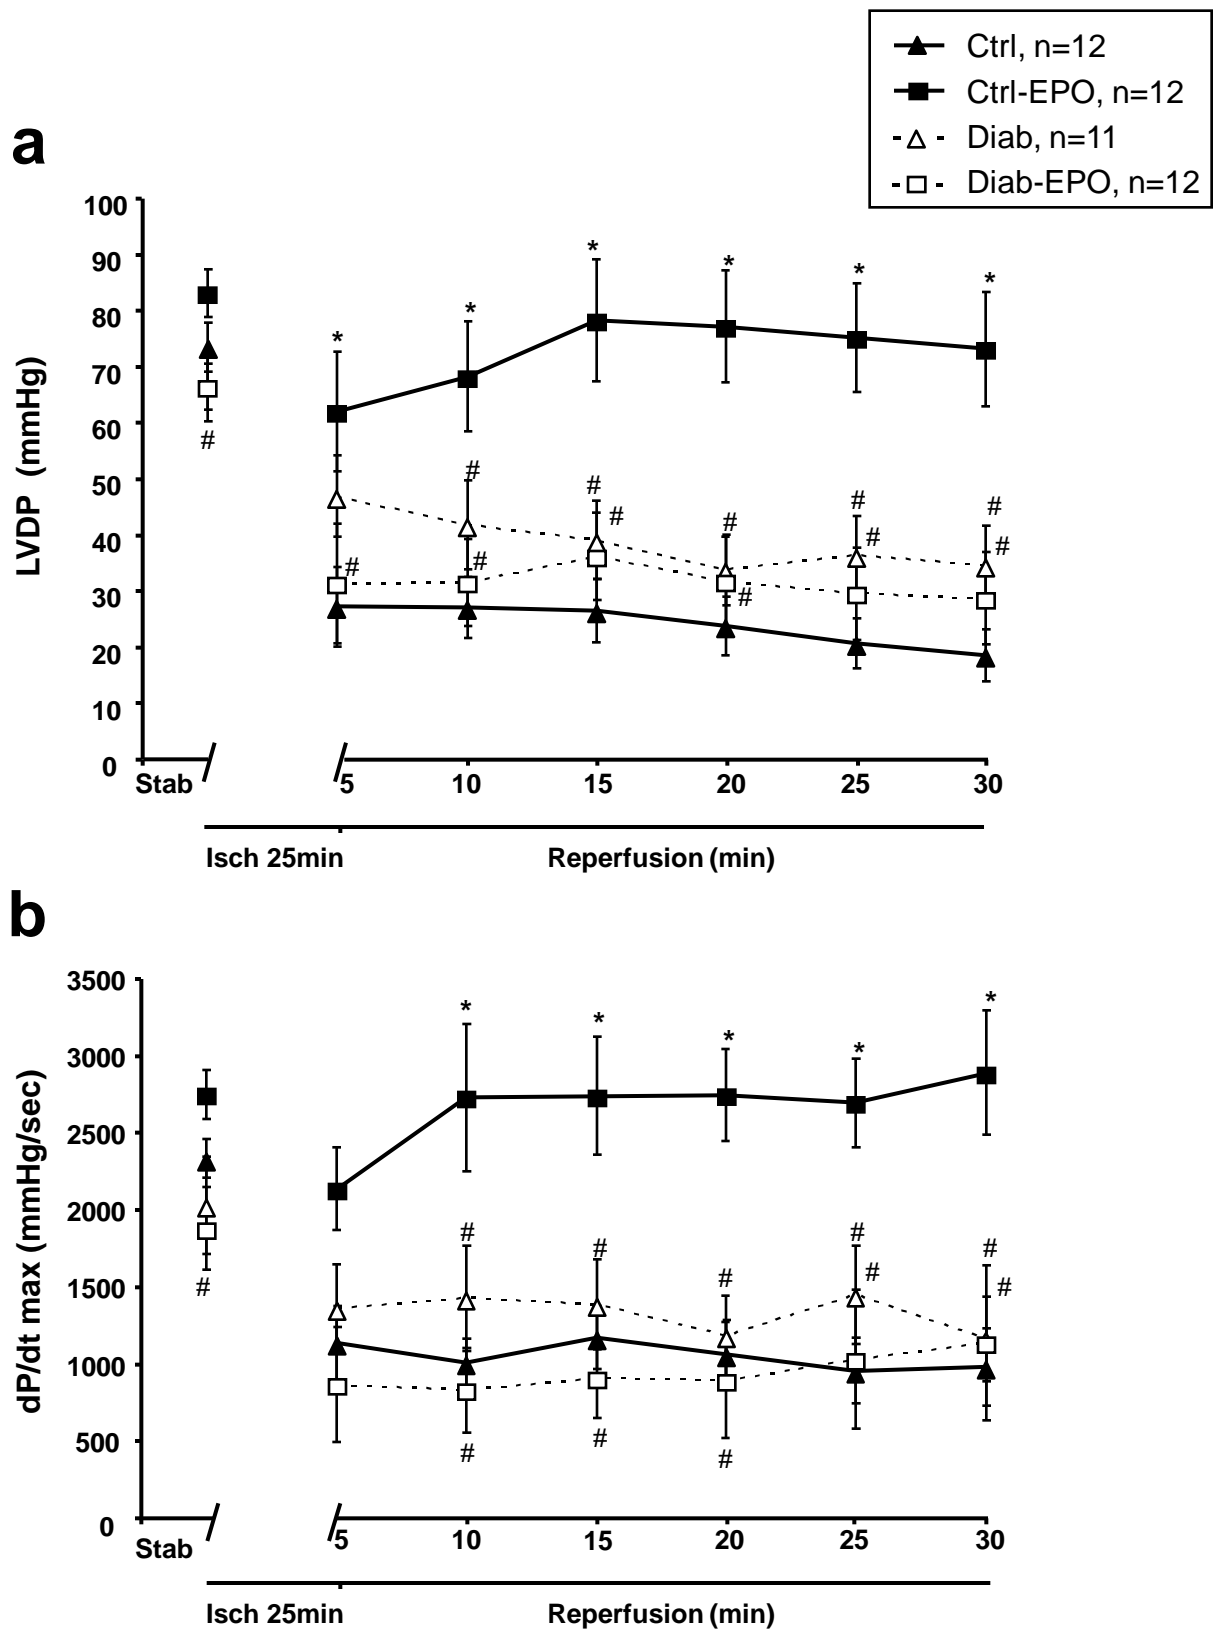 Ctrl, n=12
Ctrl-EPO, n=12
Diab, n=11
Diab-EPO, n=12
a
LVDP (mmHg)
100
90
80
70
60
50
40
30
20
10
0
* * * * * *
#
# # # # #
# # # # # #
Stab 5 10 15 20 25 30
Isch 25min Reperfusion (min)
b
dP/dt max (mmHg/sec)
3500
3000
2500
2000
1500
1000
500
0
* * * * *
#
# # # # #
# # # # #
Stab 5 10 15 20 25 30
Isch 25min Reperfusion (min)